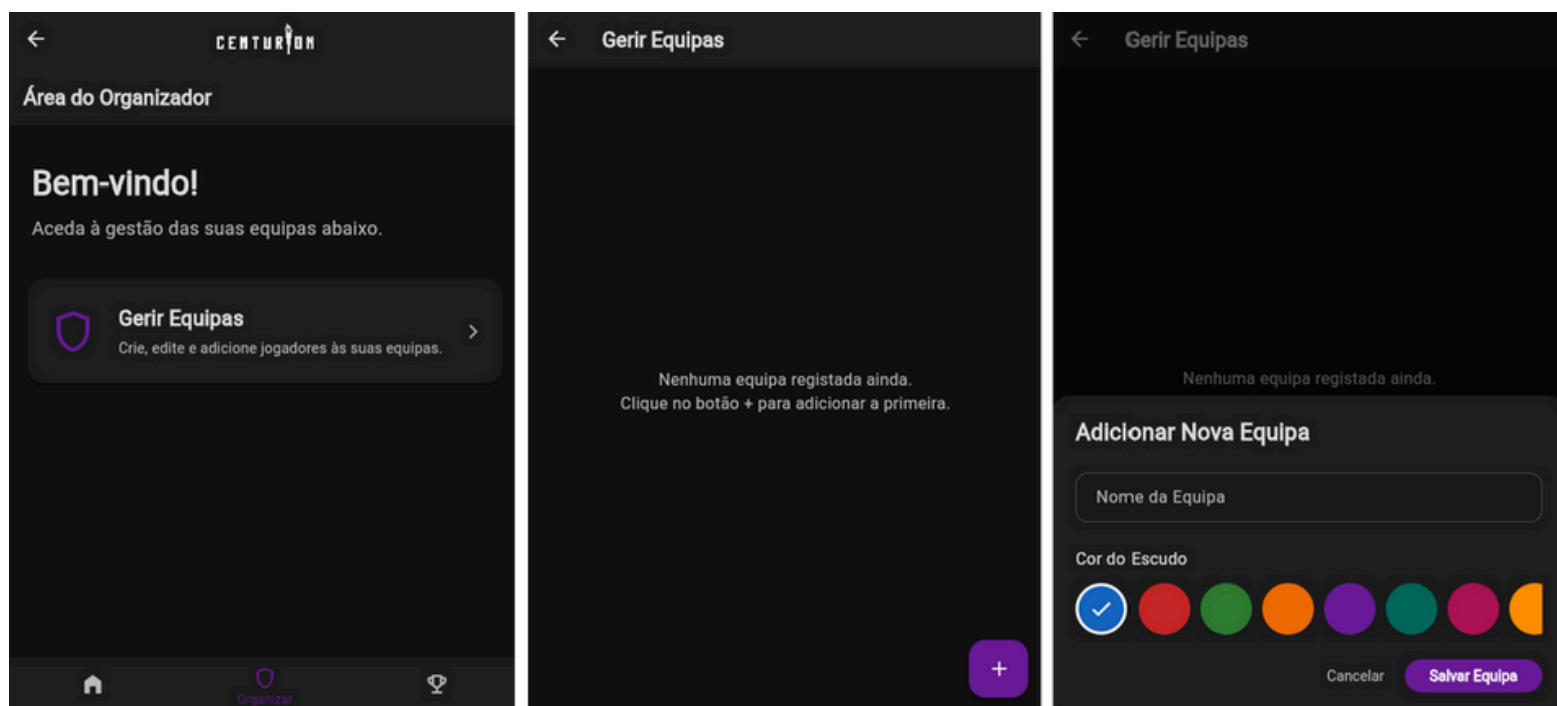 CENTURION
Área do Organizador
Bem-vindo!
Aceda à gestão das suas equipas abaixo.
Gerir Equipas
Crie, edite e adicione jogadores às suas equipas.
Organizar
Gerir Equipas
Nenhuma equipa registada ainda.
Clique no botão + para adicionar a primeira.
+
Gerir Equipas
Nenhuma equipa registada ainda.
Adicionar Nova Equipa
Nome da Equipa
Cor do Escudo
Cancelar
Salvar Equipa